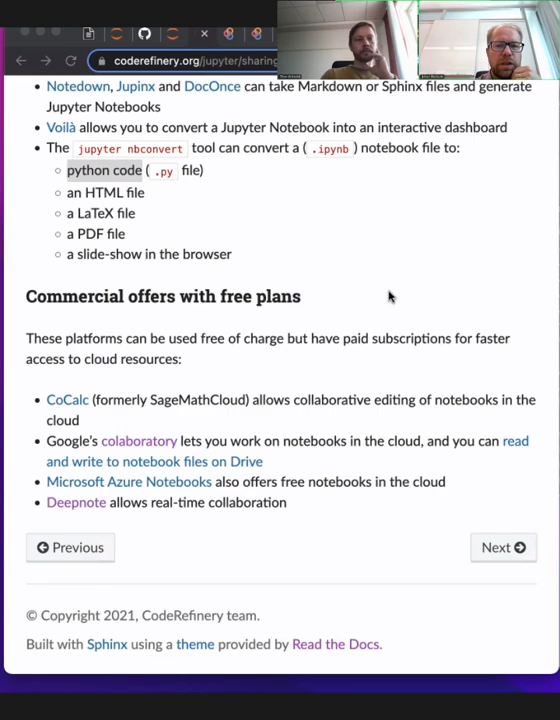 coderefinery.org/jupyter/sharing
Notedown, Jupinx and DocOnce can take Markdown or Sphinx files and generate
Jupyter Notebooks
Voilà allows you to convert a Jupyter Notebook into an interactive dashboard
The jupyter nbconvert tool can convert a ( .ipynb ) notebook file to:
python code ( .py file)
an HTML file
a LaTeX file
a PDF file
a slide-show in the browser
Commercial offers with free plans
These platforms can be used free of charge but have paid subscriptions for faster
access to cloud resources:
CoCalc (formerly SageMathCloud) allows collaborative editing of notebooks in the
cloud
Google's colaboratory lets you work on notebooks in the cloud, and you can read
and write to notebook files on Drive
Microsoft Azure Notebooks also offers free notebooks in the cloud
Deepnote allows real-time collaboration
Previous
Next
© Copyright 2021, CodeRefinery team.
Built with Sphinx using a theme provided by Read the Docs.